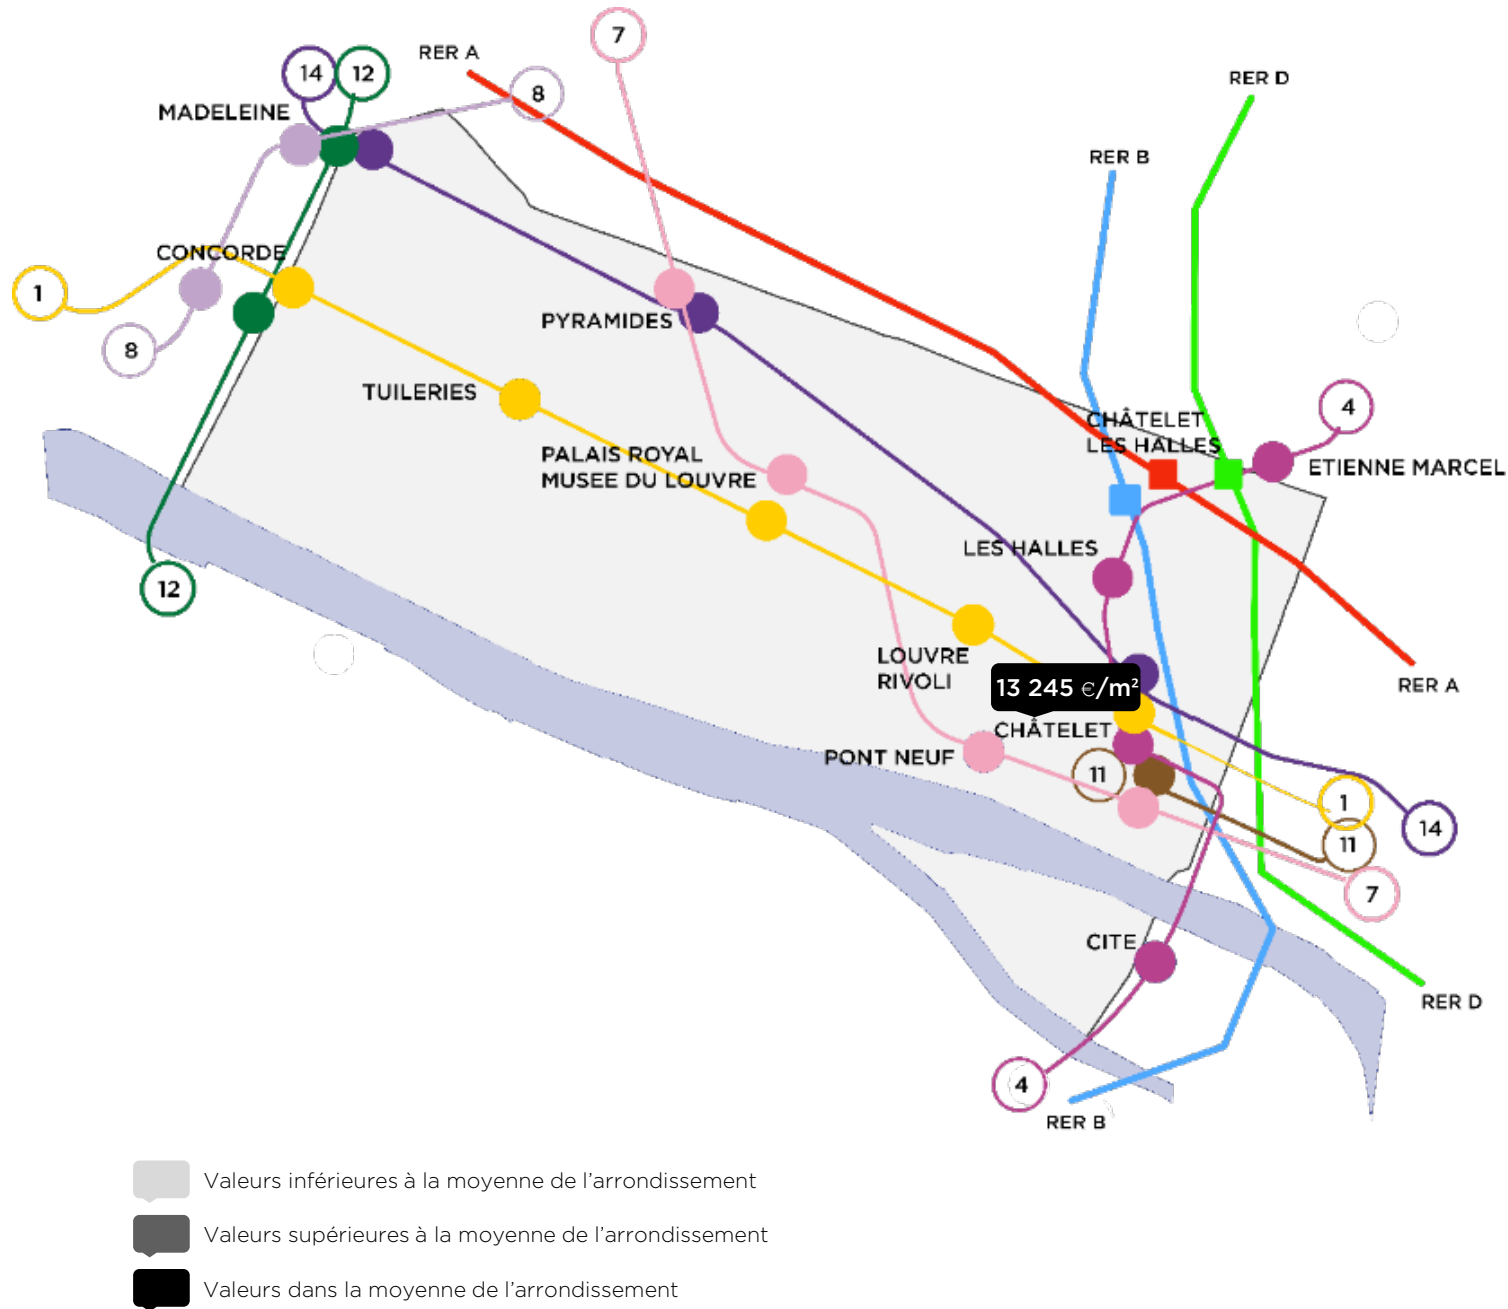 7
RER A
14
12
RER D
8
MADELEINE
RER B
CONCORDE
1
PYRAMIDES
8
TUILERIES
4
CHÂTELET
LES HALLES
PALAIS ROYAL
MUSEE DU LOUVRE
ETIENNE MARCEL
LES HALLES
12
LOUVRE
RIVOLI
13 245 €/m²
RER A
CHÂTELET
PONT NEUF
11
1
14
11
7
CITE
RER D
4
RER B
Valeurs inférieures à la moyenne de l'arrondissement
Valeurs supérieures à la moyenne de l'arrondissement
Valeurs dans la moyenne de l'arrondissement